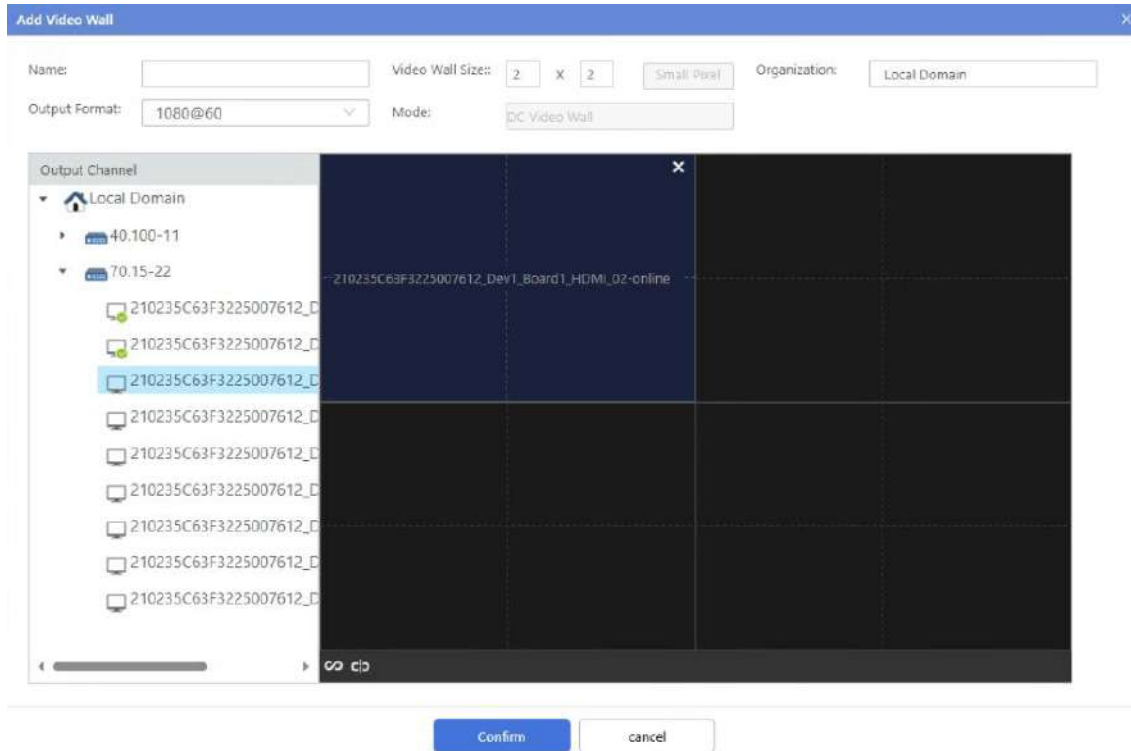 Add Video Wall
Name:
Video Wall Size::
2
X
2
Small Pixel
Organization:
Local Domain
Output Format:
1080@60
Mode:
DC Video Wall
Output Channel
Local Domain
40.100-11
70.15-22
210235C63F3225007612_D
210235C63F3225007612_D
210235C63F3225007612_D
210235C63F3225007612_D
210235C63F3225007612_D
210235C63F3225007612_D
210235C63F3225007612_D
210235C63F3225007612_D
210235C63F3225007612_D
210235C63F3225007612_Dev1_Board1_HDMI_02-online
Confirm
cancel